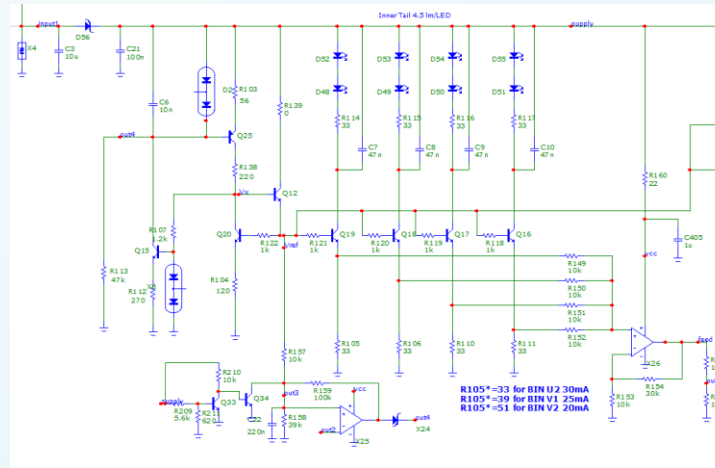 Inner Tail 4.5 lm/LED
input1
supply
X4
C3
10u
D56
C21
100n
C6
10n
R103
56
R139
0
D52
D53
D54
D55
D48
D49
D50
D51
R114
33
R115
33
R116
33
R117
33
C7
47n
C8
47n
C9
47n
C10
47n
out4
Q25
R138
220
Vx
Q12
R160
22
R107
1.2k
Q15
Q20
R122
1k
Vref
R121
1k
Q19
R120
1k
Q18
R119
1k
Q17
R118
1k
Q16
C405
1u
vcc
R113
47k
R112
270
R104
120
R149
10k
R150
10k
R151
10k
R152
10k
R105
33
R106
33
R110
33
R111
33
X26
feed
R157
10k
R210
10k
supply
R209
5.6k
R211
620
Q33
Q34
out3
R159
100k
vcc
C22
220n
R158
39k
out2
X25
out4
X24
R154
30k
R153
10k
R105*=33 for BIN U2 30mA
R105*=39 for BIN V1 25mA
R105*=51 for BIN V2 20mA